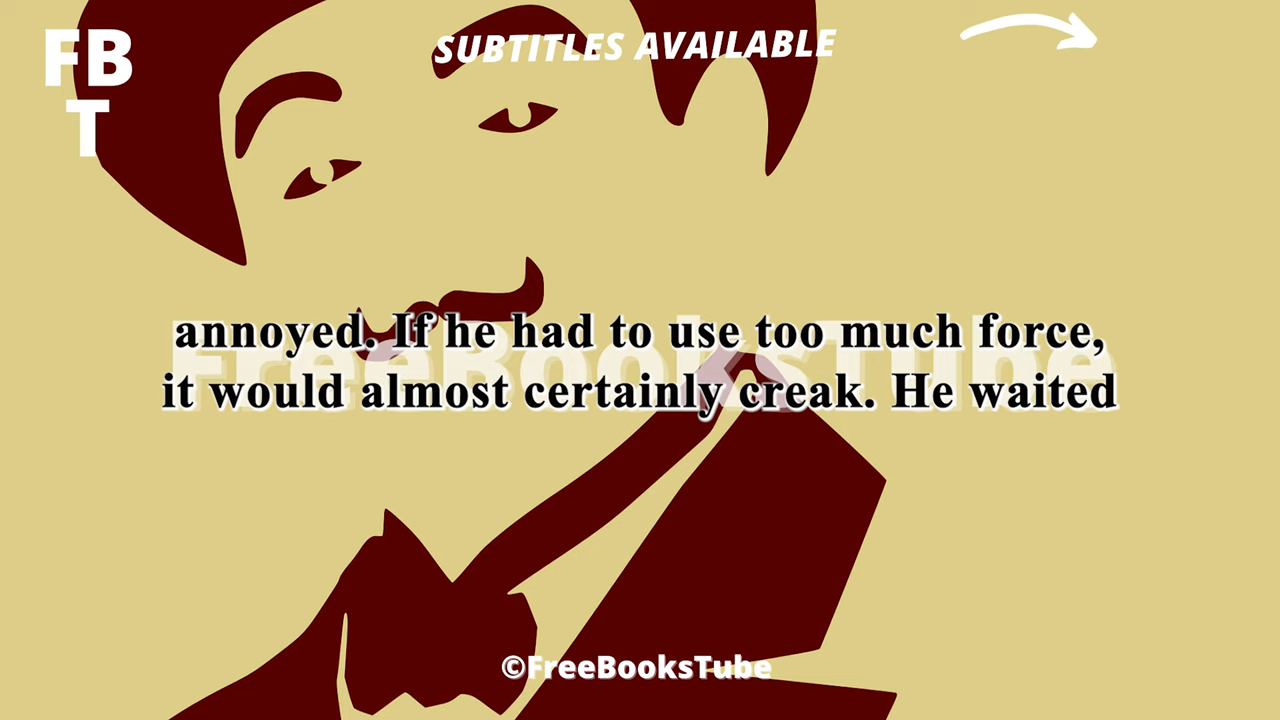 FB
T
SUBTITLES AVAILABLE
FreeBooksTube
annoyed. If he had to use too much force,
it would almost certainly creak. He waited
©FreeBooksTube